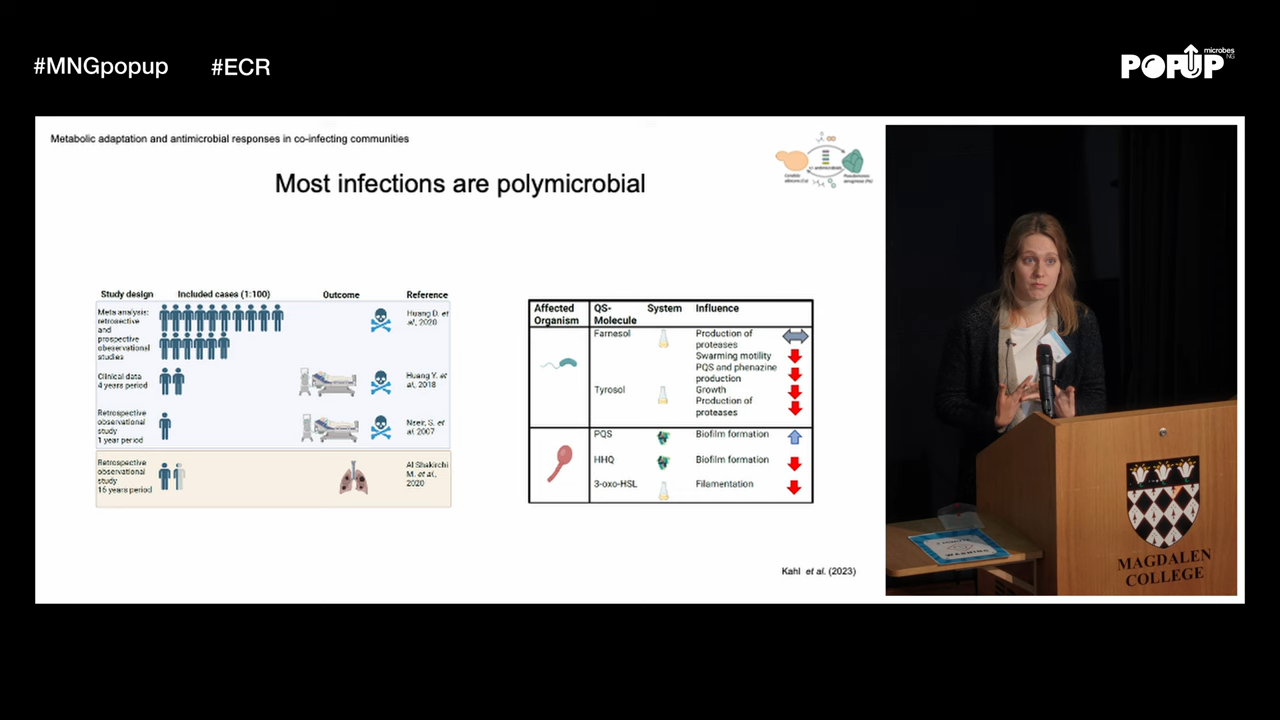 #MNGpopup #ECR
POPUP
microbes
NG
Metabolic adaptation and antimicrobial responses in co-infecting communities
Most infections are polymicrobial
Study design Included cases (1:100) Outcome Reference
Meta analysis:
retrosective
and
prospective
obeservational
studies
Huang D. et
al, 2020
Clinical data
4 years period
Huang Y. et
al, 2018
Retrospective
observational
study
1 year period
Nseir, S. et
al. 2007
Retrospective
observational
study
16 years period
Al Shakirchi
M. et al.,
2020
Affected
Organism
QS-
Molecule
System
Influence
Farnesol
Production of
proteases
Swarming motility
PQS and phenazine
production
Tyrosol
Growth
Production of
proteases
PQS
Biofilm formation
HHQ
Biofilm formation
3-oxo-HSL
Filamentation
Kahl et al. (2023)
WARNING
MAGDALEN
COLLEGE